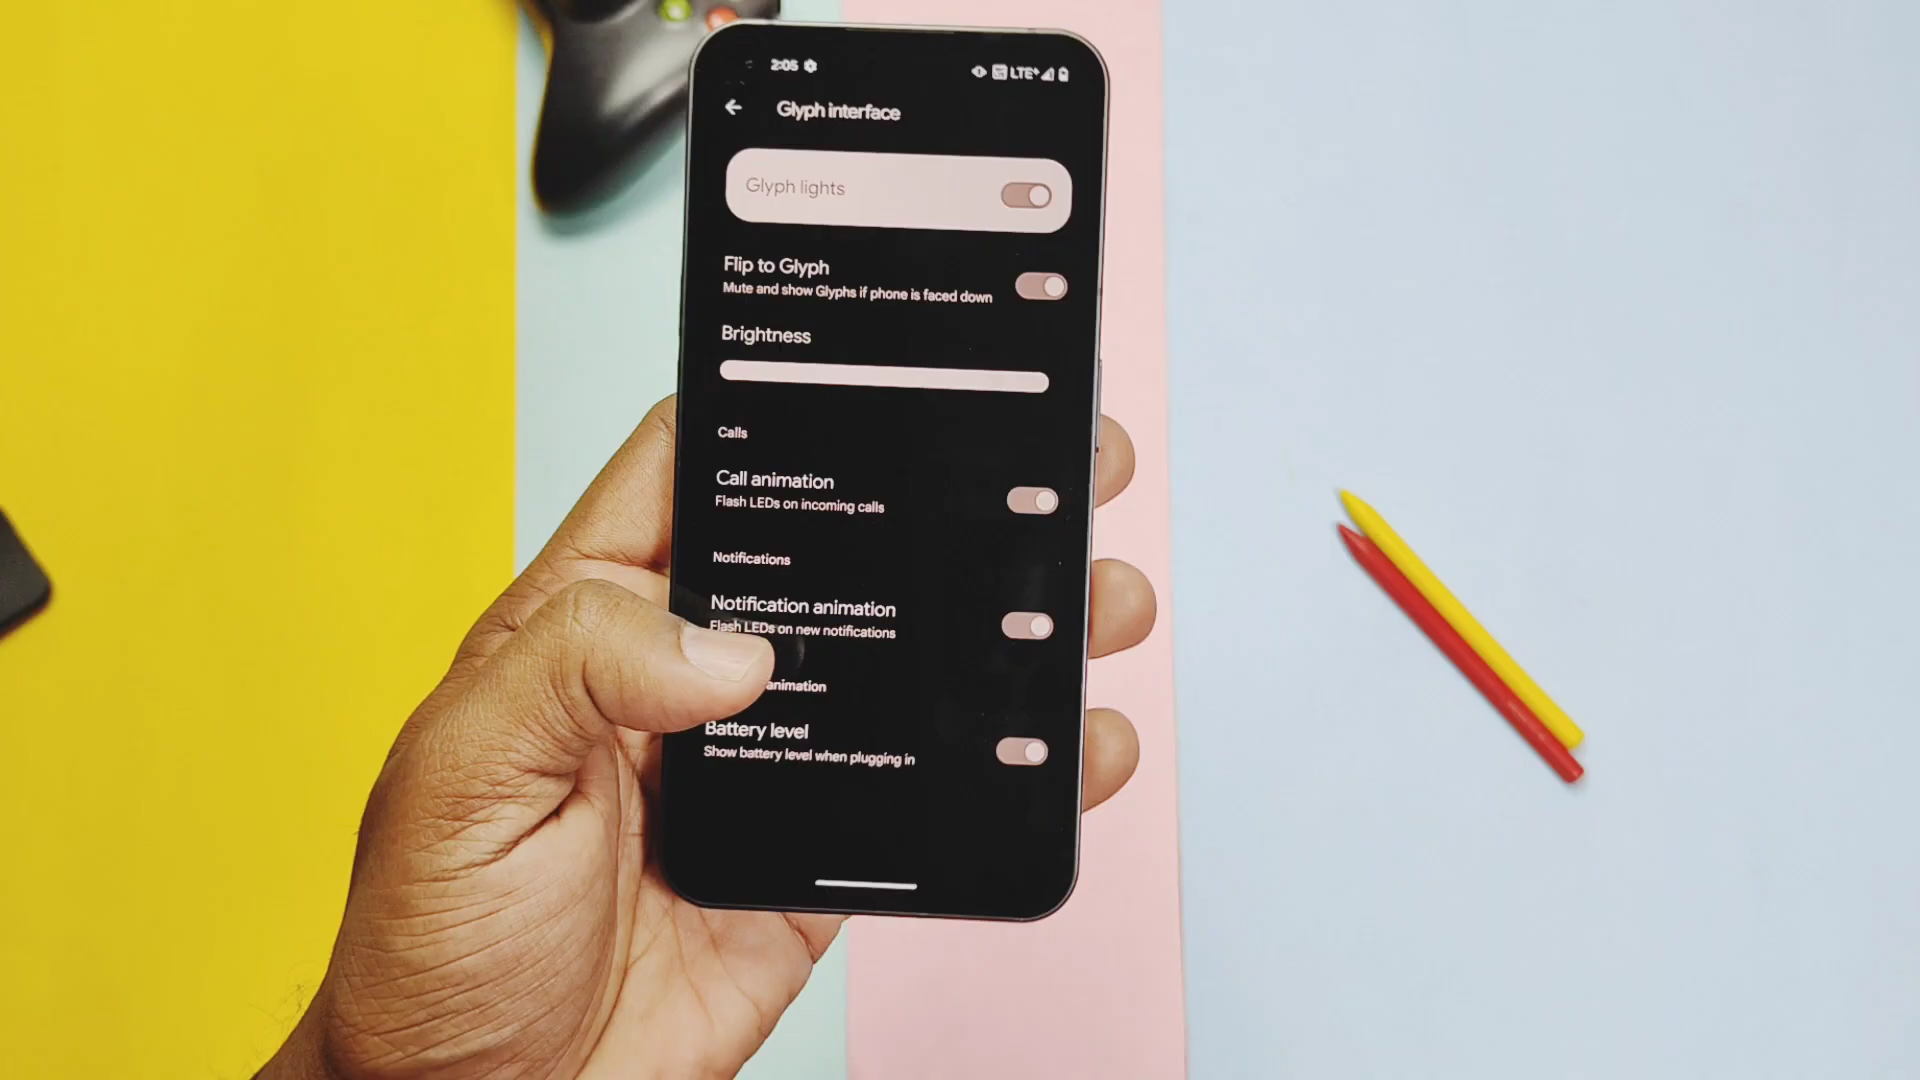 2:05 LTE+
Glyph interface
Glyph lights
Flip to Glyph
Mute and show Glyphs if phone is faced down
Brightness
Calls
Call animation
Flash LEDs on incoming calls
Notifications
Notification animation
Flash LEDs on new notifications
animation
Battery level
Show battery level when plugging in